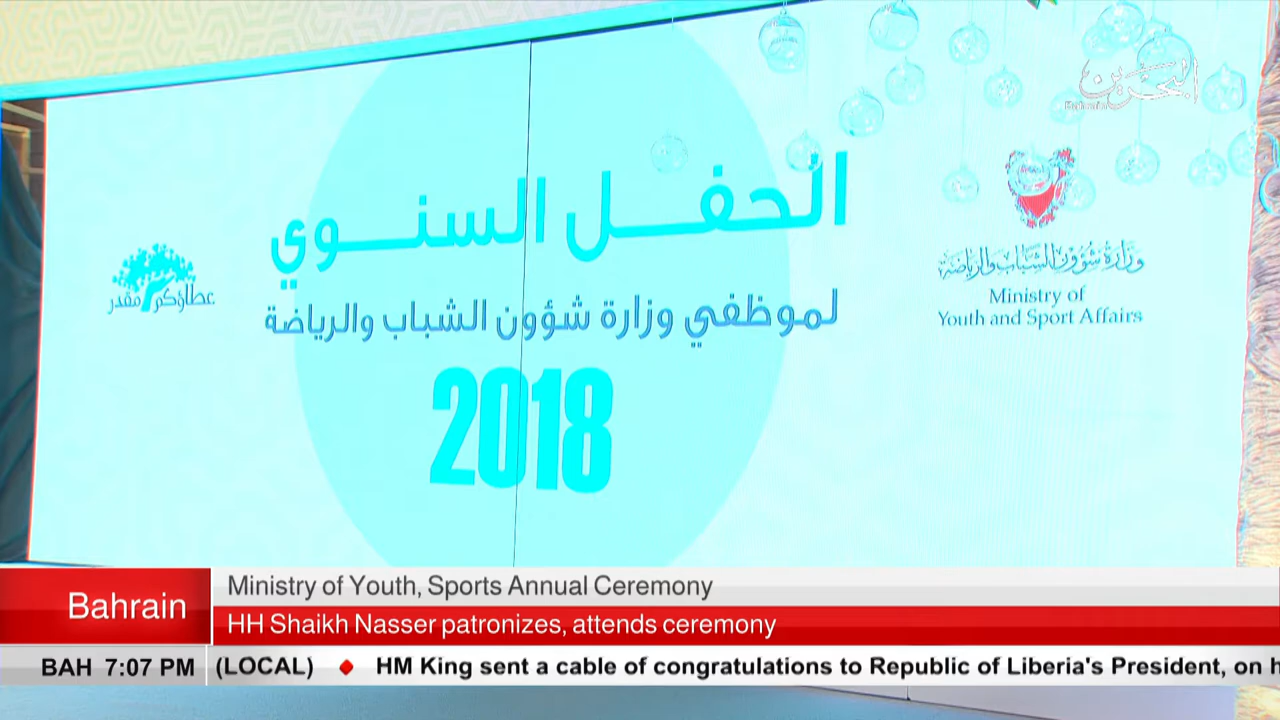 البحرين
الحفل السنوي
لموظفي وزارة شؤون الشباب والرياضة
2018
وزارة شؤون الشباب والرياضة
Ministry of
Youth and Sport Affairs
عطاؤكم مقدر
Bahrain
Ministry of Youth, Sports Annual Ceremony
HH Shaikh Nasser patronizes, attends ceremony
BAH 7:07 PM (LOCAL) HM King sent a cable of congratulations to Republic of Liberia's President, on h